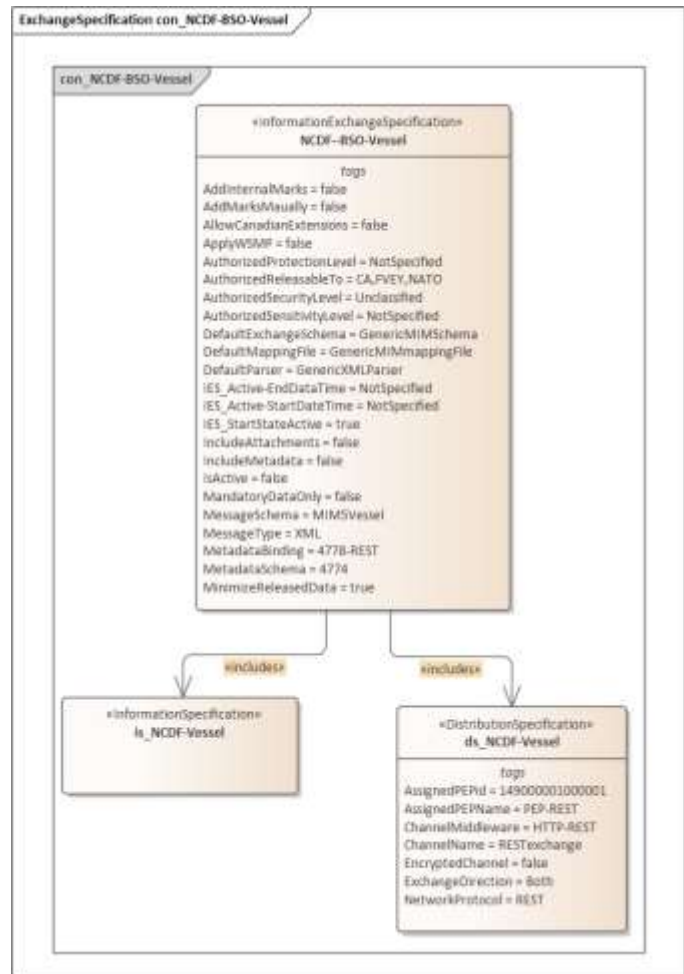 ExchangeSpecification con_NCDF-BSO-Vessel
con_NCDF-BSO-Vessel
«InformationExchangeSpecification»
NCDF--BSO-Vessel
tags
AddInternalMarks = false
AddMarksMaually = false
AllowCanadianExtensions = false
ApplyWSMP = false
AuthorizedProtectionLevel = NotSpecified
AuthorizedReleasableTo = CA,FVEY,NATO
AuthorizedSecurityLevel = Unclassified
AuthorizedSensitivityLevel = NotSpecified
DefaultExchangeSchema = GenericMIMSchema
DefaultMappingFile = GenericMIMmappingFile
DefaultParser = GenericXMLParser
IES_Active-EndDataTime = NotSpecified
IES_Active-StartDateTime = NotSpecified
IES_StartStateActive = true
IncludeAttachments = false
IncludeMetadata = false
IsActive = false
MandatoryDataOnly = false
MessageSchema = MIM5Vessel
MessageType = XML
MetadataBinding = 4778-REST
MetadataSchema = 4774
MinimizeReleasedData = true
«includes»
«includes»
«InformationSpecification»
is_NCDF-Vessel
«DistributionSpecification»
ds_NCDF-Vessel
tags
AssignedPEPid = 149000001000001
AssignedPEPName = PEP-REST
ChannelMiddleware = HTTP-REST
ChannelName = RESTexchange
EncryptedChannel = false
ExchangeDirection = Both
NetworkProtocol = REST